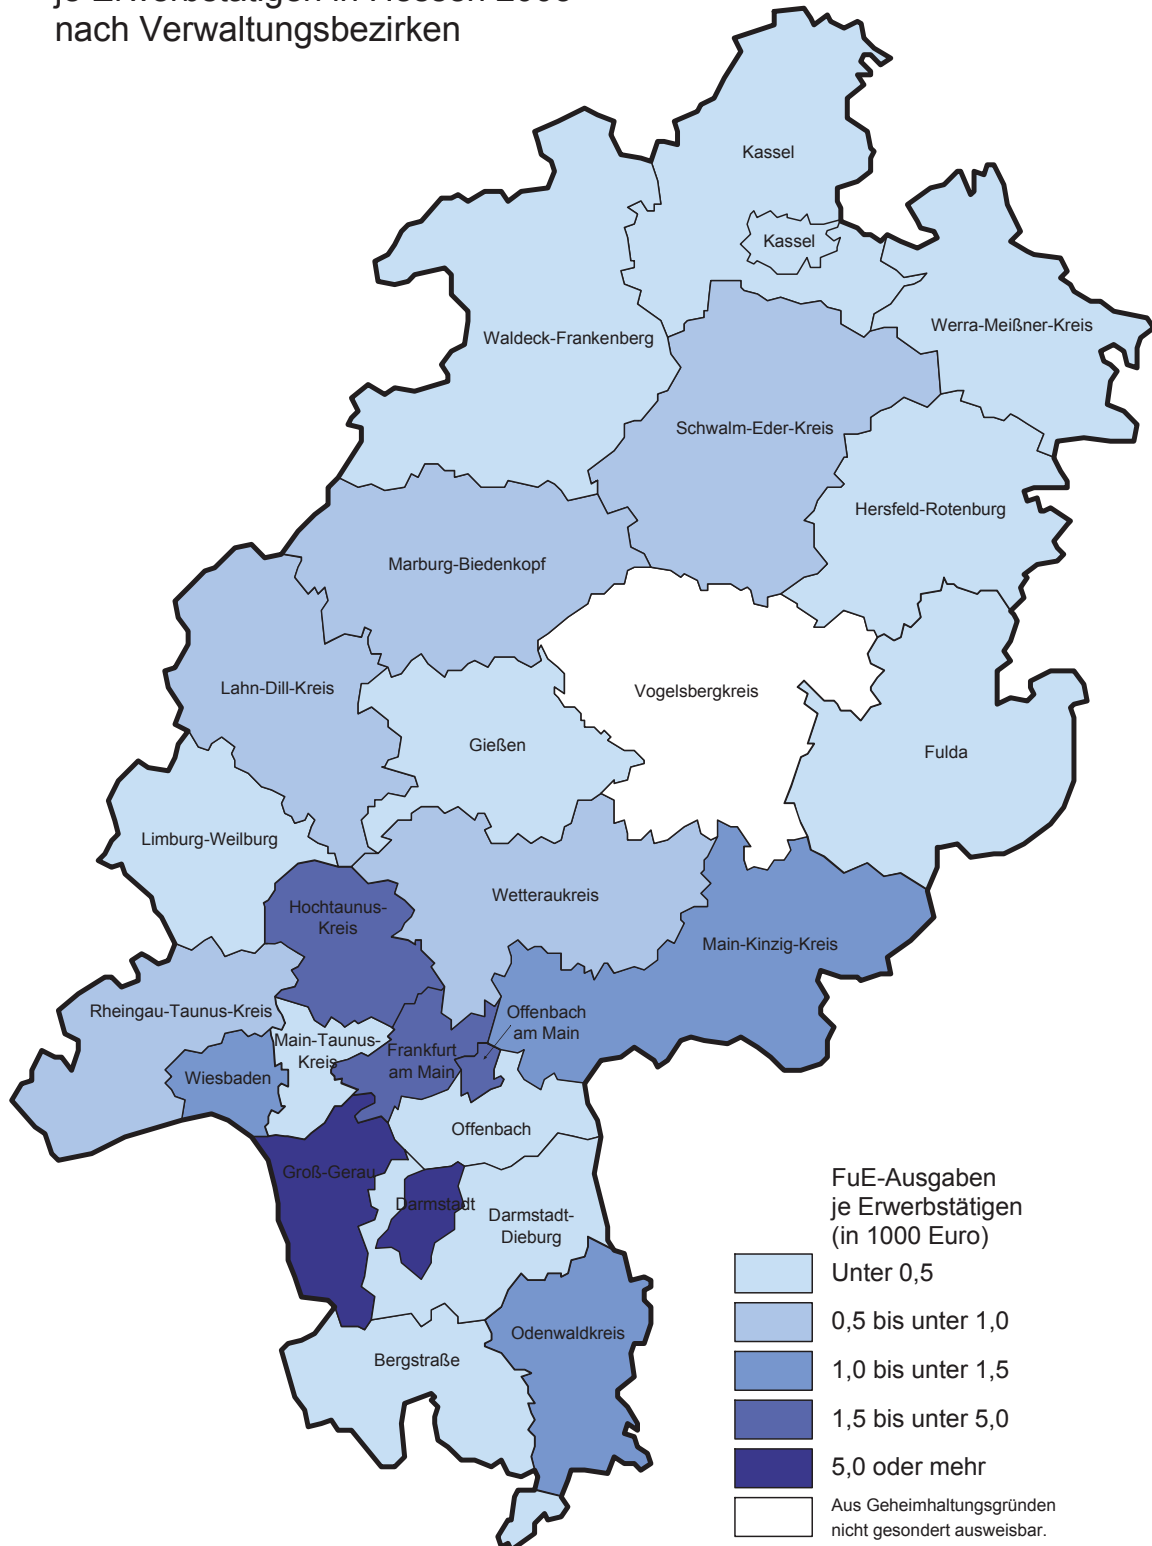 nach Verwaltungsbezirken
Kassel
Kassel
Werra-Meißner-Kreis
Waldeck-Frankenberg
Schwalm-Eder-Kreis
Hersfeld-Rotenburg
Marburg-Biedenkopf
Lahn-Dill-Kreis
Vogelsbergkreis
Gießen
Fulda
Limburg-Weilburg
Wetteraukreis
Hochtaunus-
Kreis
Main-Kinzig-Kreis
Rheingau-Taunus-Kreis
Offenbach
am Main
Main-Taunus-
Kreis
Frankfurt
am Main
Wiesbaden
Offenbach
Groß-Gerau
Darmstadt
Darmstadt-
Dieburg
Odenwaldkreis
Bergstraße
FuE-Ausgaben
je Erwerbstätigen
(in 1000 Euro)
Unter 0,5
0,5 bis unter 1,0
1,0 bis unter 1,5
1,5 bis unter 5,0
5,0 oder mehr
Aus Geheimhaltungsgründen
nicht gesondert ausweisbar.